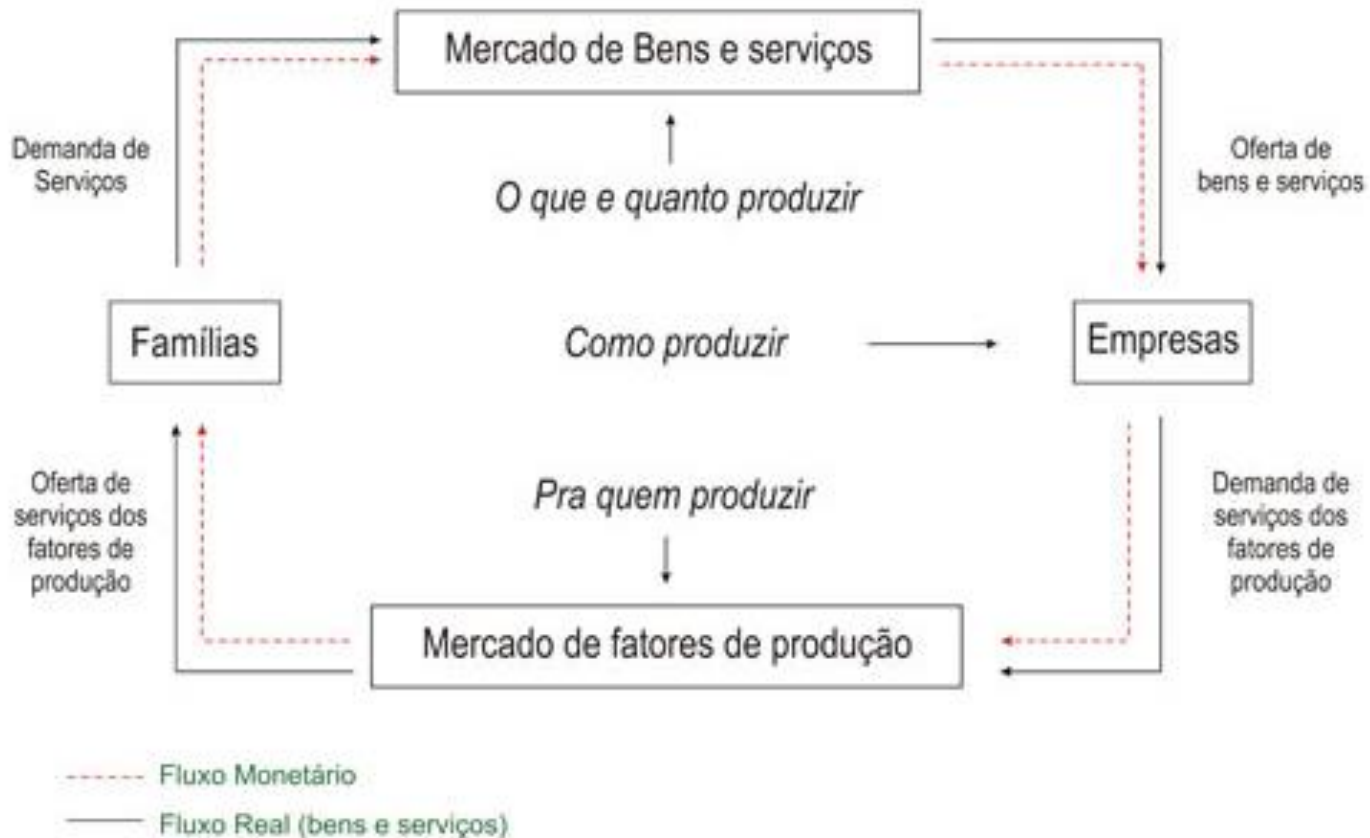 Mercado de Bens e serviços
Demanda de
Serviços
Oferta de
bens e serviços
O que e quanto produzir
Famílias
Como produzir
Empresas
Oferta de
serviços dos
fatores de
produção
Pra quem produzir
Demanda de
serviços dos
fatores de
produção
Mercado de fatores de produção
Fluxo Monetário
Fluxo Real (bens e serviços)